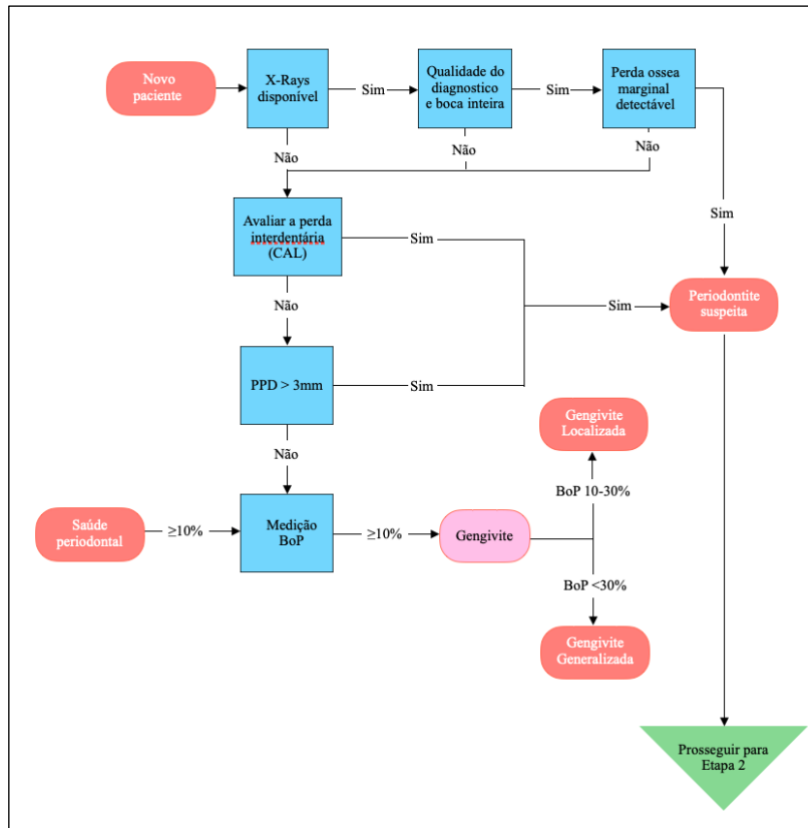 Novo
paciente
X-Rays
disponível
Sim
Qualidade do
diagnostico
e boca inteira
Sim
Perda ossea
marginal
detectável
Não
Não
Não
Sim
Avaliar a perda
interdentária
(CAL)
Sim
Não
Sim
Periodontite
suspeita
PPD > 3mm
Sim
Gengivite
Localizada
Não
BoP 10-30%
Saúde
periodontal
≥10%
Medição
BoP
≥10%
Gengivite
BoP <30%
Gengivite
Generalizada
Prosseguir para
Etapa 2